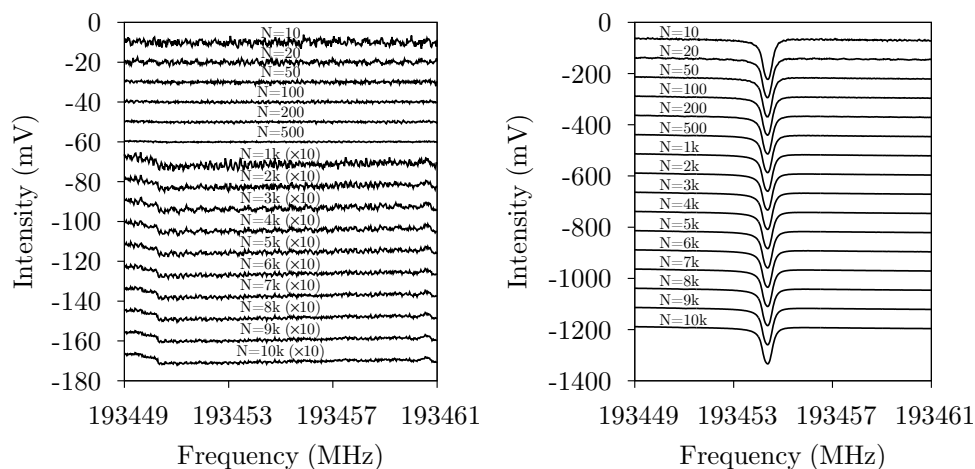 0
-20
-40
-60
-80
-100
-120
-140
-160
-180
Intensity (mV)
N=10
N=20
N=50
N=100
N=200
N=500
N=1k (×10)
N=2k (×10)
N=3k (×10)
N=4k (×10)
N=5k (×10)
N=6k (×10)
N=7k (×10)
N=8k (×10)
N=9k (×10)
N=10k (×10)
193449 193453 193457 193461
Frequency (MHz)
0
-200
-400
-600
-800
-1000
-1200
-1400
Intensity (mV)
N=10
N=20
N=50
N=100
N=200
N=500
N=1k
N=2k
N=3k
N=4k
N=5k
N=6k
N=7k
N=8k
N=9k
N=10k
193449 193453 193457 193461
Frequency (MHz)